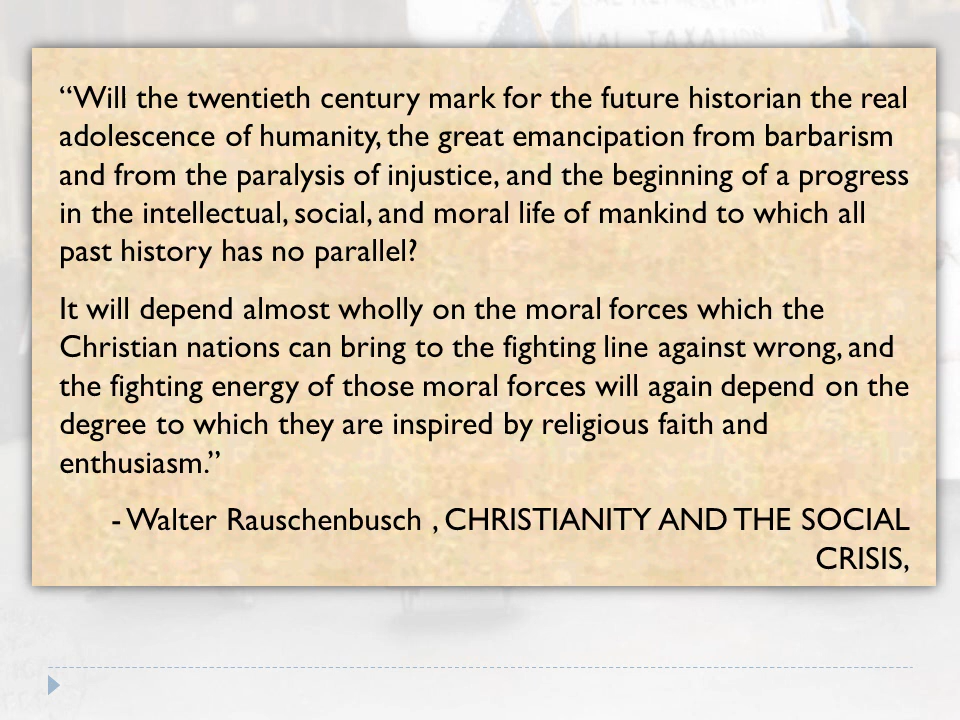 “Will the twentieth century mark for the future historian the real
adolescence of humanity, the great emancipation from barbarism
and from the paralysis of injustice, and the beginning of a progress
in the intellectual, social, and moral life of mankind to which all
past history has no parallel?
It will depend almost wholly on the moral forces which the
Christian nations can bring to the fighting line against wrong, and
the fighting energy of those moral forces will again depend on the
degree to which they are inspired by religious faith and
enthusiasm.”
- Walter Rauschenbusch , CHRISTIANITY AND THE SOCIAL
CRISIS,